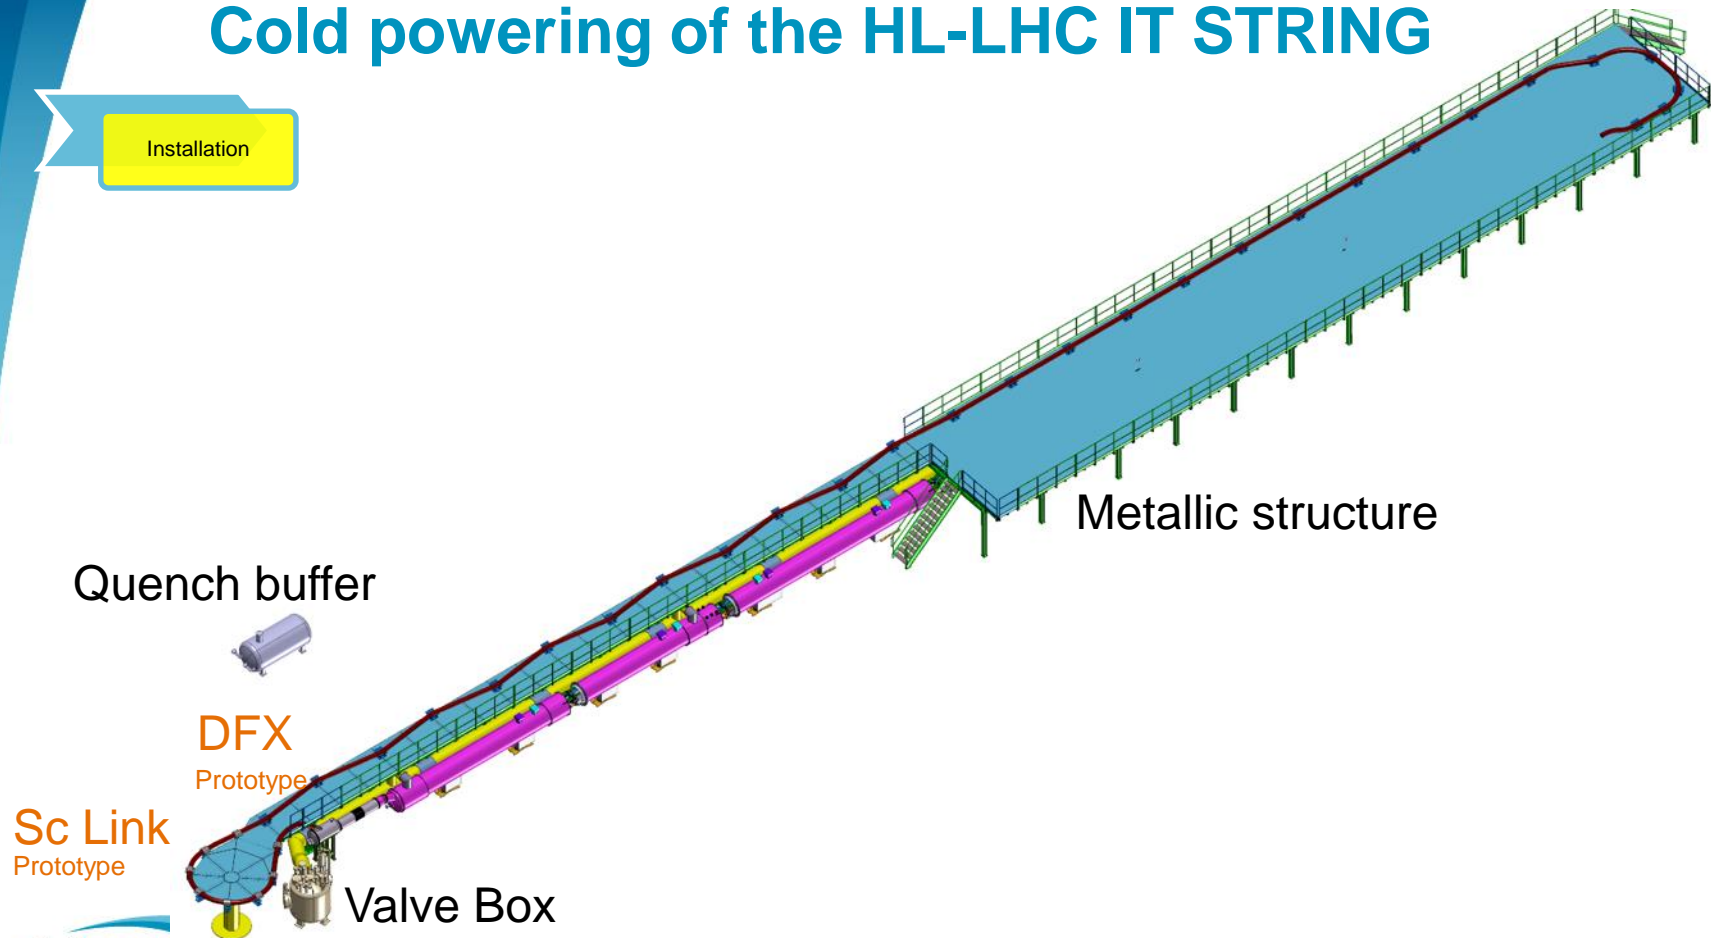 Cold powering of the HL-LHC IT STRING
Installation
Metallic structure
Quench buffer
DFX
Prototype
Sc Link
Prototype
Valve Box